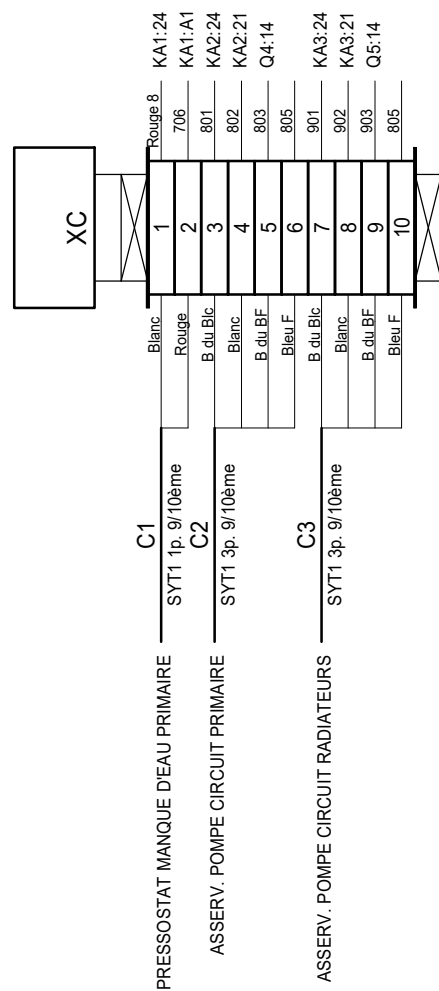 XC
Blanc 1 Rouge 8 KA1:24
Rouge 2 706 KA1:A1
B du Blc 3 801 KA2:24
Blanc 4 802 KA2:21
B du BF 5 803 Q4:14
Bleu F 6 805
B du Blc 7 901 KA3:24
Blanc 8 902 KA3:21
B du BF 9 903 Q5:14
Bleu F 10 805
C1
SYT1 1p. 9/10ème
PRESSOSTAT MANQUE D'EAU PRIMAIRE
C2
SYT1 3p. 9/10ème
ASSERV. POMPE CIRCUIT PRIMAIRE
C3
SYT1 3p. 9/10ème
ASSERV. POMPE CIRCUIT RADIATEURS